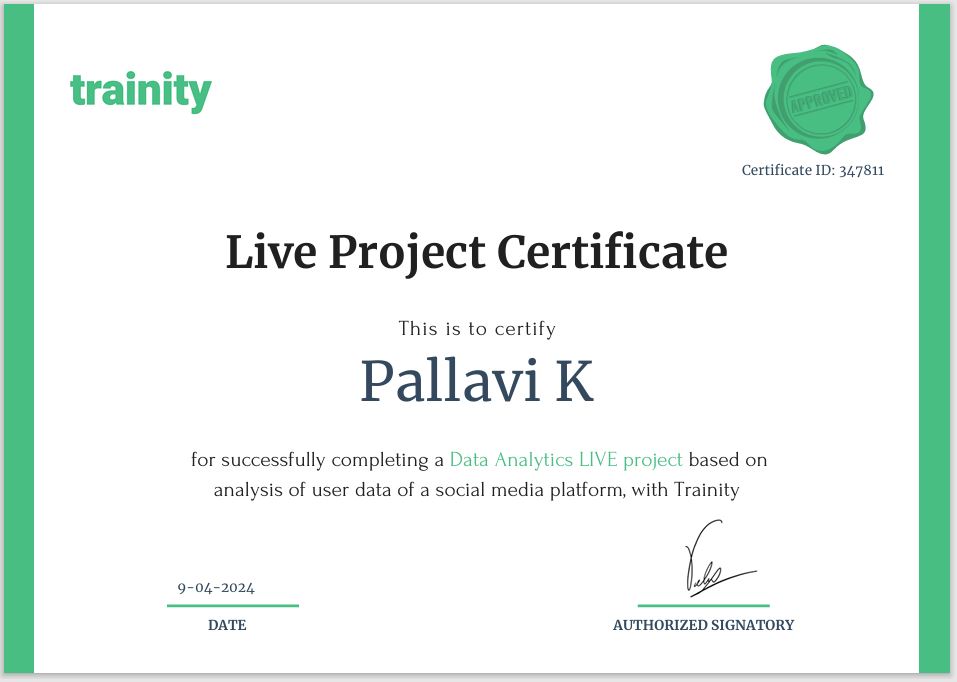 trainity
APPROVED
Certificate ID: 347811
Live Project Certificate
This is to certify
Pallavi K
for successfully completing a Data Analytics LIVE project based on
analysis of user data of a social media platform, with Trainity
9-04-2024
DATE
AUTHORIZED SIGNATORY